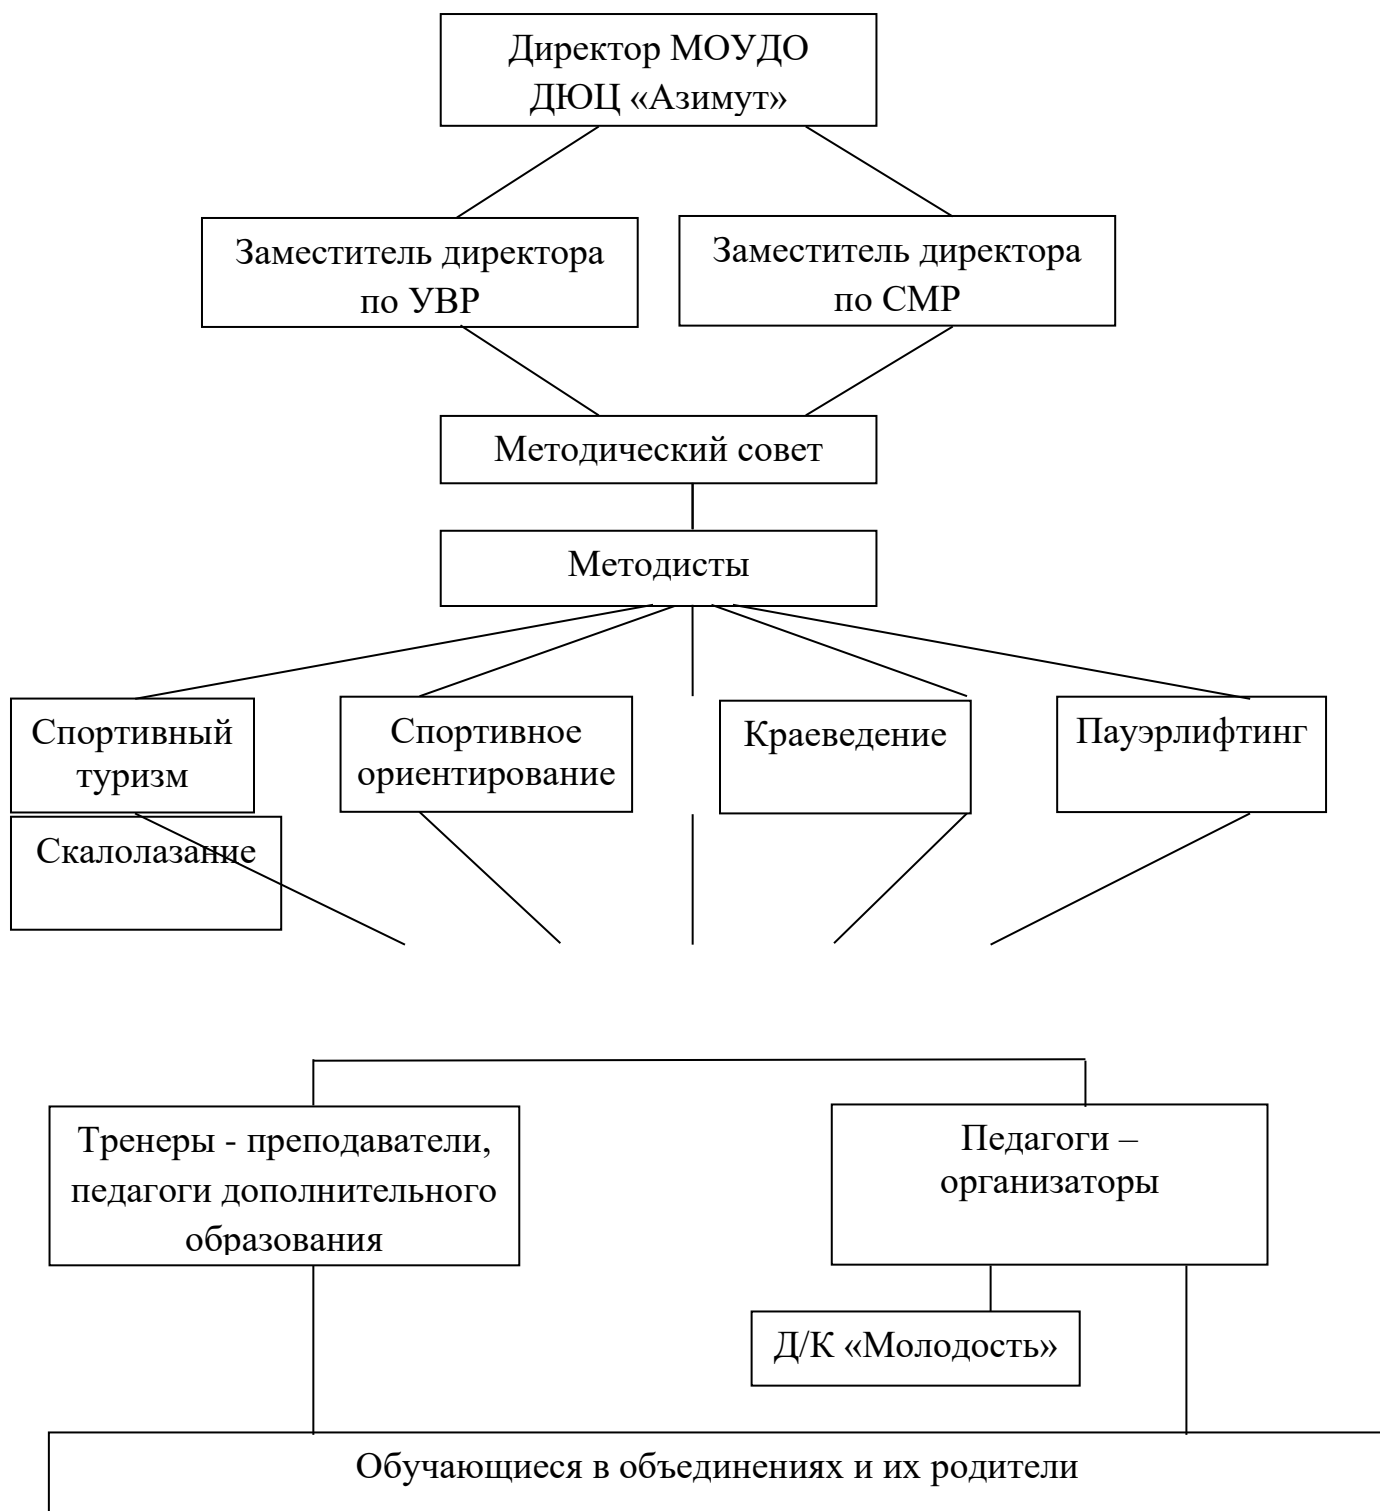 Директор МОУДО
ДЮЦ «Азимут»
Заместитель директора
по УВР
Заместитель директора
по СМР
Методический совет
Методисты
Спортивный
туризм
Спортивное
ориентирование
Краеведение
Пауэрлифтинг
Скалолазание
Тренеры - преподаватели,
педагоги дополнительного
образования
Педагоги –
организаторы
Д/К «Молодость»
Обучающиеся в объединениях и их родители